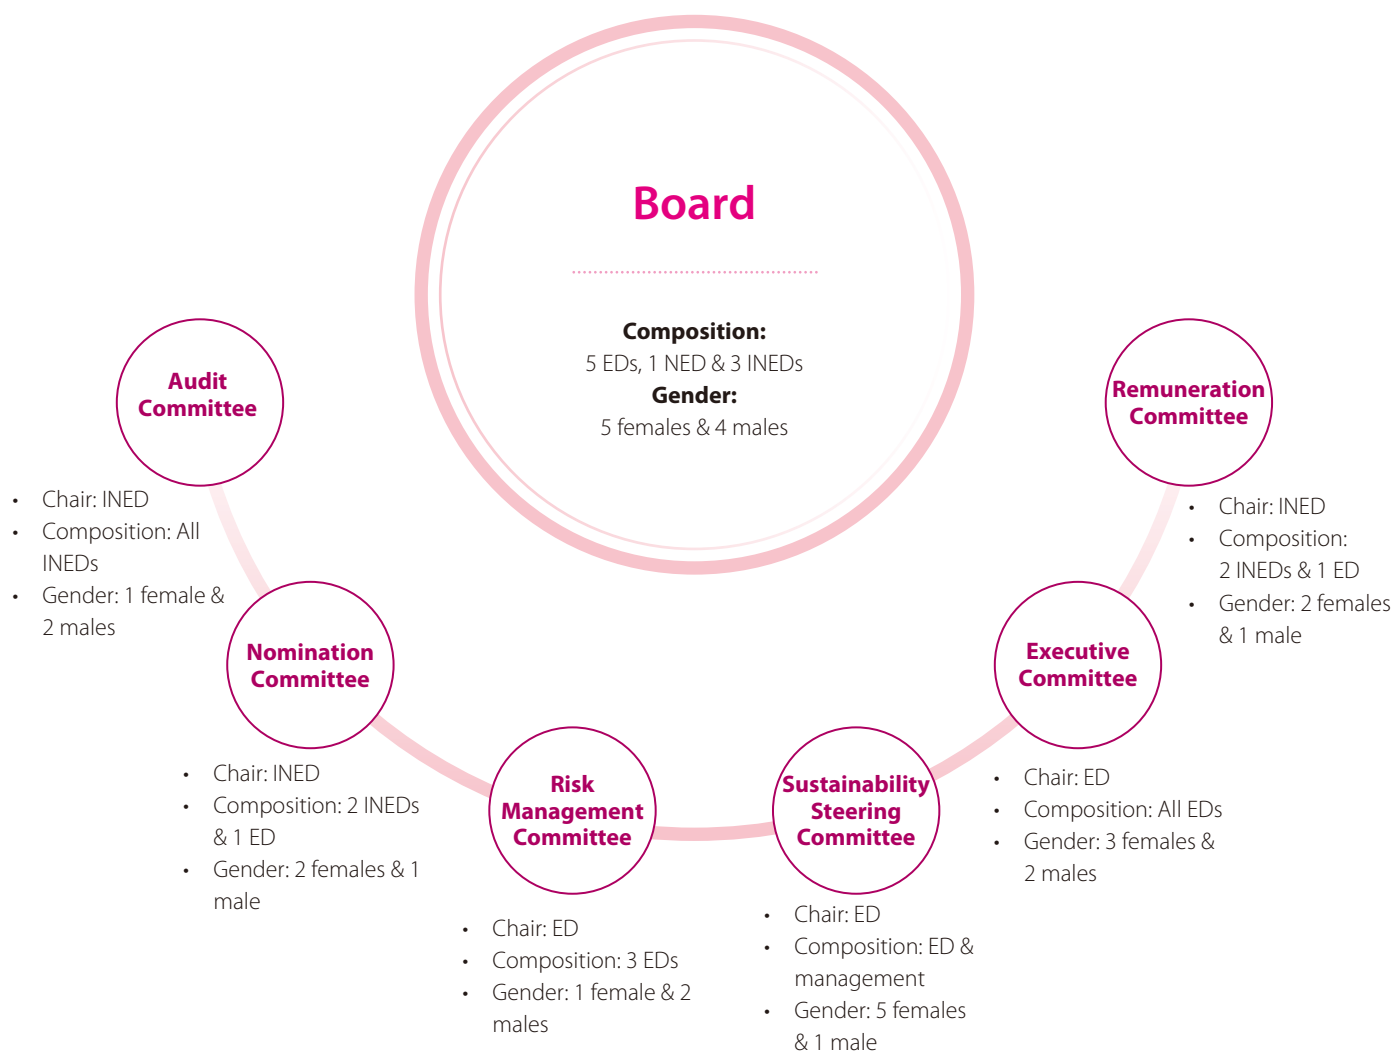 Board
Composition:
5 EDs, 1 NED & 3 INEDs
Gender:
5 females & 4 males
Audit
Committee
• Chair: INED
• Composition: All
INEDs
• Gender: 1 female &
2 males
Nomination
Committee
• Chair: INED
• Composition: 2 INEDs
& 1 ED
• Gender: 2 females & 1
male
Risk
Management
Committee
• Chair: ED
• Composition: 3 EDs
• Gender: 1 female & 2
males
Sustainability
Steering
Committee
• Chair: ED
• Composition: ED &
management
• Gender: 5 females
& 1 male
Executive
Committee
• Chair: ED
• Composition: All EDs
• Gender: 3 females &
2 males
Remuneration
Committee
• Chair: INED
• Composition:
2 INEDs & 1 ED
• Gender: 2 females
& 1 male